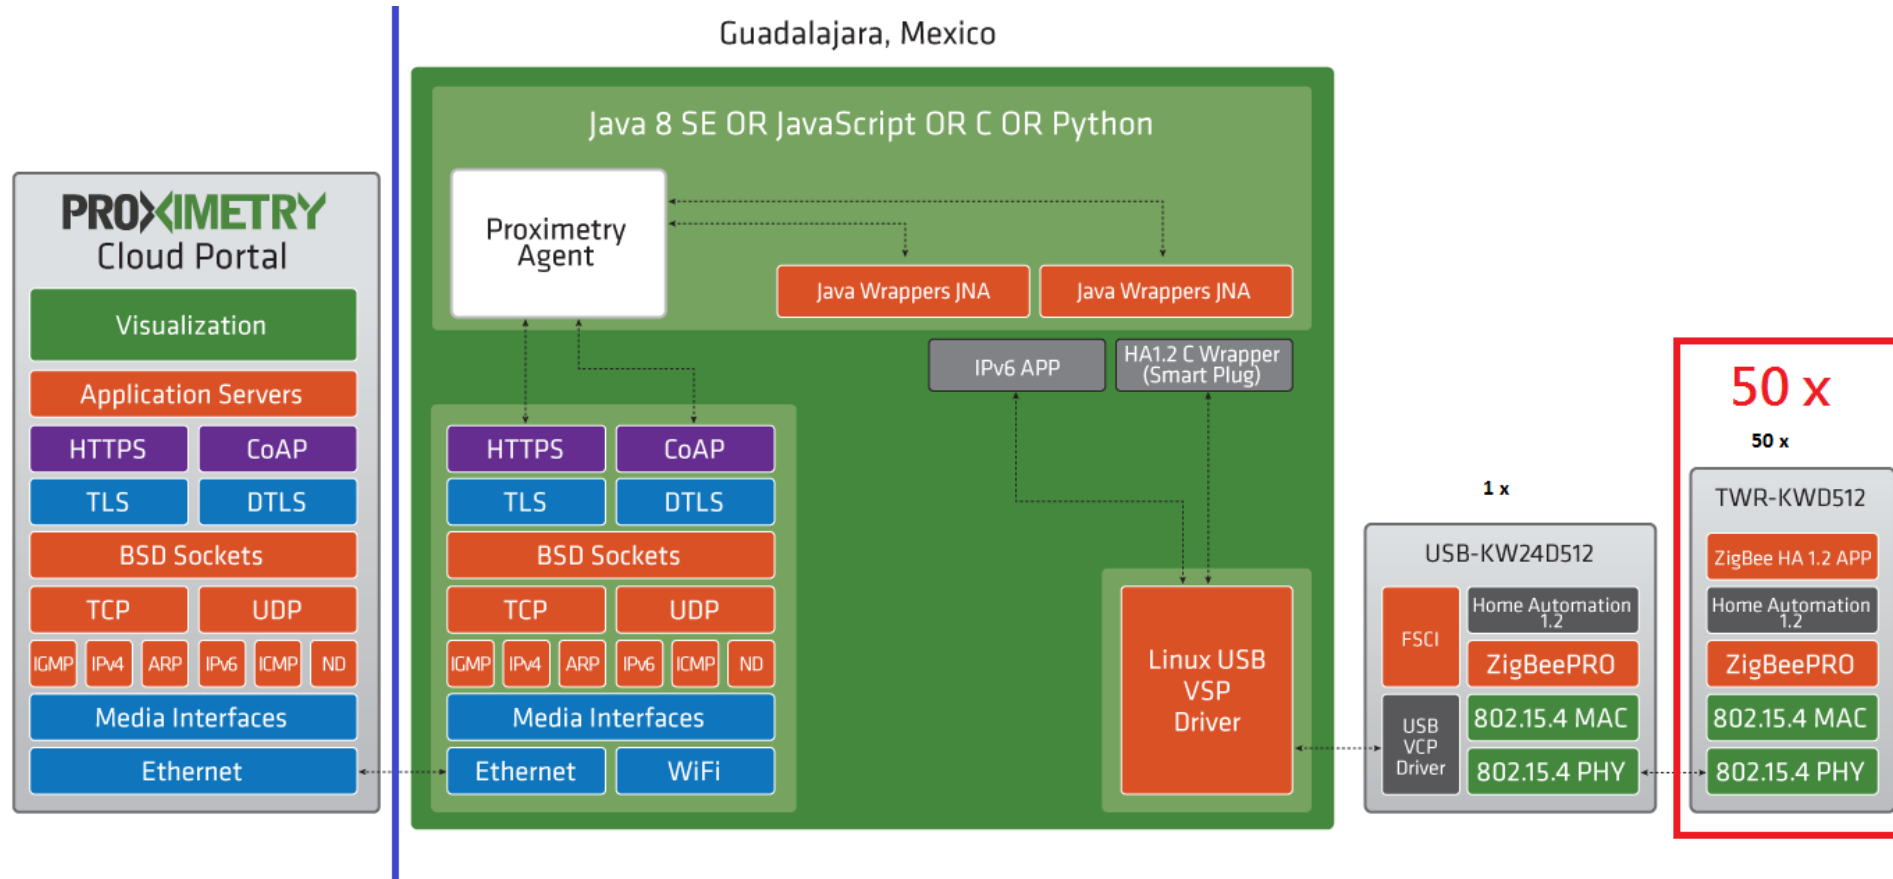 Guadalajara, Mexico
PROXIMETRY
Cloud Portal
Visualization
Application Servers
HTTPS
CoAP
TLS
DTLS
BSD Sockets
TCP
UDP
IGMP
IPv4
ARP
IPv6
ICMP
ND
Media Interfaces
Ethernet
Java 8 SE OR JavaScript OR C OR Python
Proximetry
Agent
Java Wrappers JNA
Java Wrappers JNA
IPv6 APP
HA1.2 C Wrapper
(Smart Plug)
HTTPS
CoAP
TLS
DTLS
BSD Sockets
TCP
UDP
IGMP
IPv4
ARP
IPv6
ICMP
ND
Media Interfaces
Ethernet
WiFi
Linux USB
VSP
Driver
1 x
USB-KW24D512
FSCI
Home Automation
1.2
ZigBeePRO
USB
VCP
Driver
802.15.4 MAC
802.15.4 PHY
50 x
50 x
TWR-KWD512
ZigBee HA 1.2 APP
Home Automation
1.2
ZigBeePRO
802.15.4 MAC
802.15.4 PHY